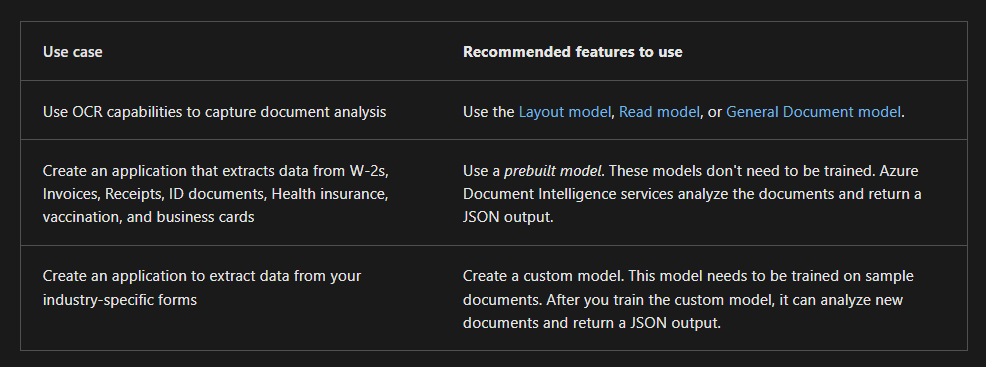 Use case
Recommended features to use
Use OCR capabilities to capture document analysis
Use the Layout model, Read model, or General Document model.
Create an application that extracts data from W-2s,
Invoices, Receipts, ID documents, Health insurance,
vaccination, and business cards
Use a prebuilt model. These models don't need to be trained. Azure
Document Intelligence services analyze the documents and return a
JSON output.
Create an application to extract data from your
industry-specific forms
Create a custom model. This model needs to be trained on sample
documents. After you train the custom model, it can analyze new
documents and return a JSON output.